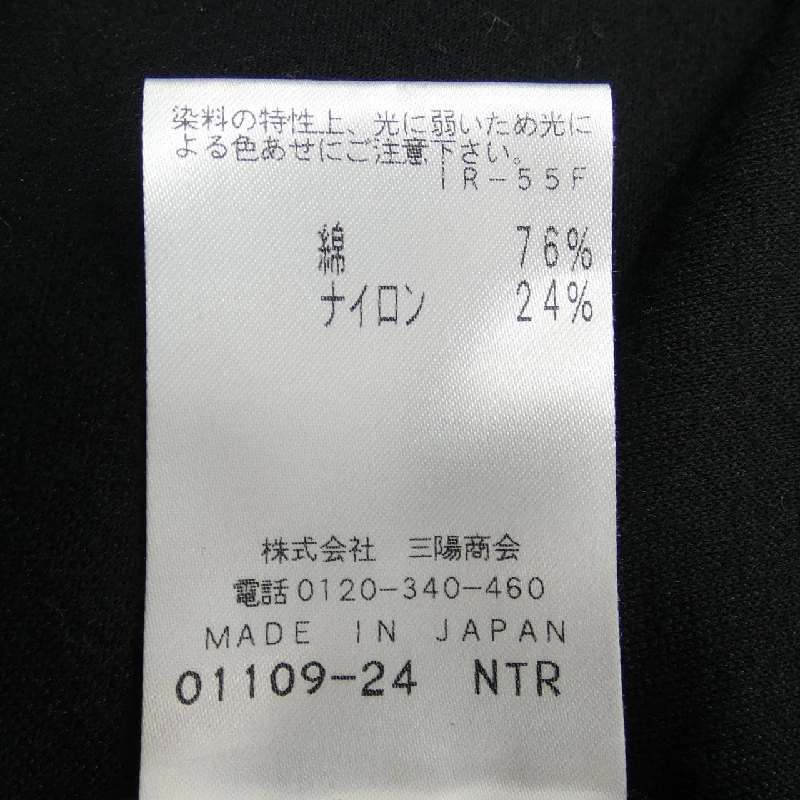 染料の特性上、光に弱いため光に
よる色あせにご注意下さい。
IR-55F
綿 76%
ナイロン 24%
株式会社 三陽商会
電話0120-340-460
MADE IN JAPAN
01109-24 NTR